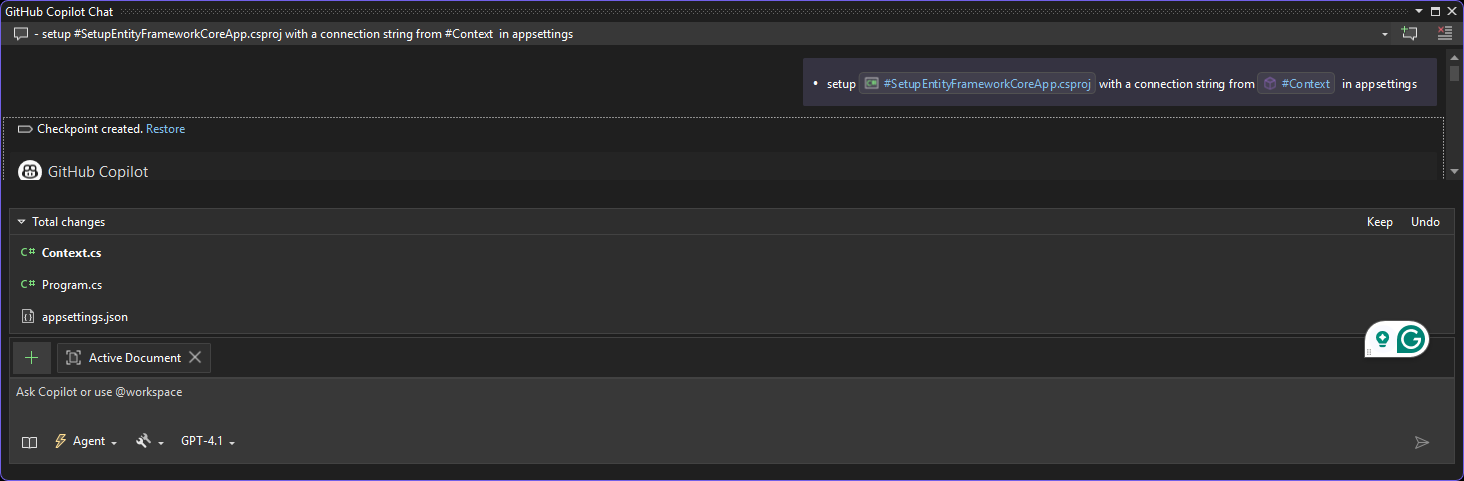 GitHub Copilot Chat
- setup #SetupEntityFrameworkCoreApp.csproj with a connection string from #Context in appsettings
• setup #SetupEntityFrameworkCoreApp.csproj with a connection string from #Context in appsettings
Checkpoint created. Restore
GitHub Copilot
Total changes Keep Undo
C# Context.cs
C# Program.cs
appsettings.json
Active Document
Ask Copilot or use @workspace
Agent GPT-4.1